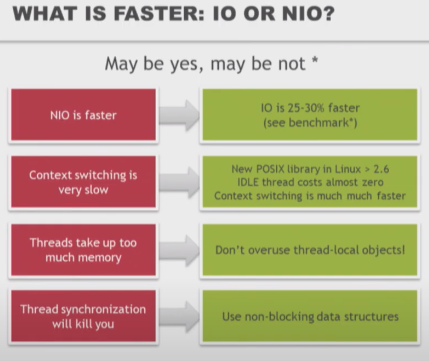 WHAT IS FASTER: IO OR NIO?
May be yes, may be not *
NIO is faster
IO is 25-30% faster
(see benchmark*)
Context switching is
very slow
New POSIX library in Linux > 2.6
IDLE thread costs almost zero
Context switching is much much faster
Threads take up too
much memory
Don't overuse thread-local objects!
Thread synchronization
will kill you
Use non-blocking data structures